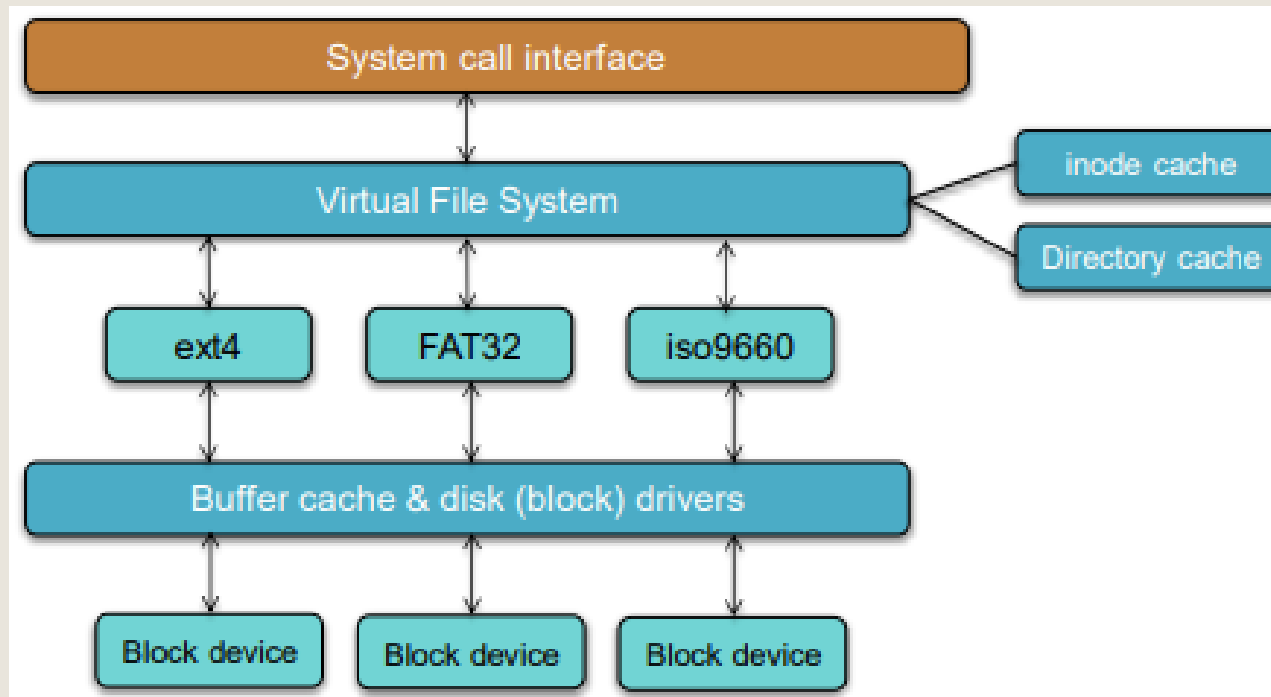 System call interface
Virtual File System
inode cache
Directory cache
ext4
FAT32
iso9660
Buffer cache & disk (block) drivers
Block device
Block device
Block device